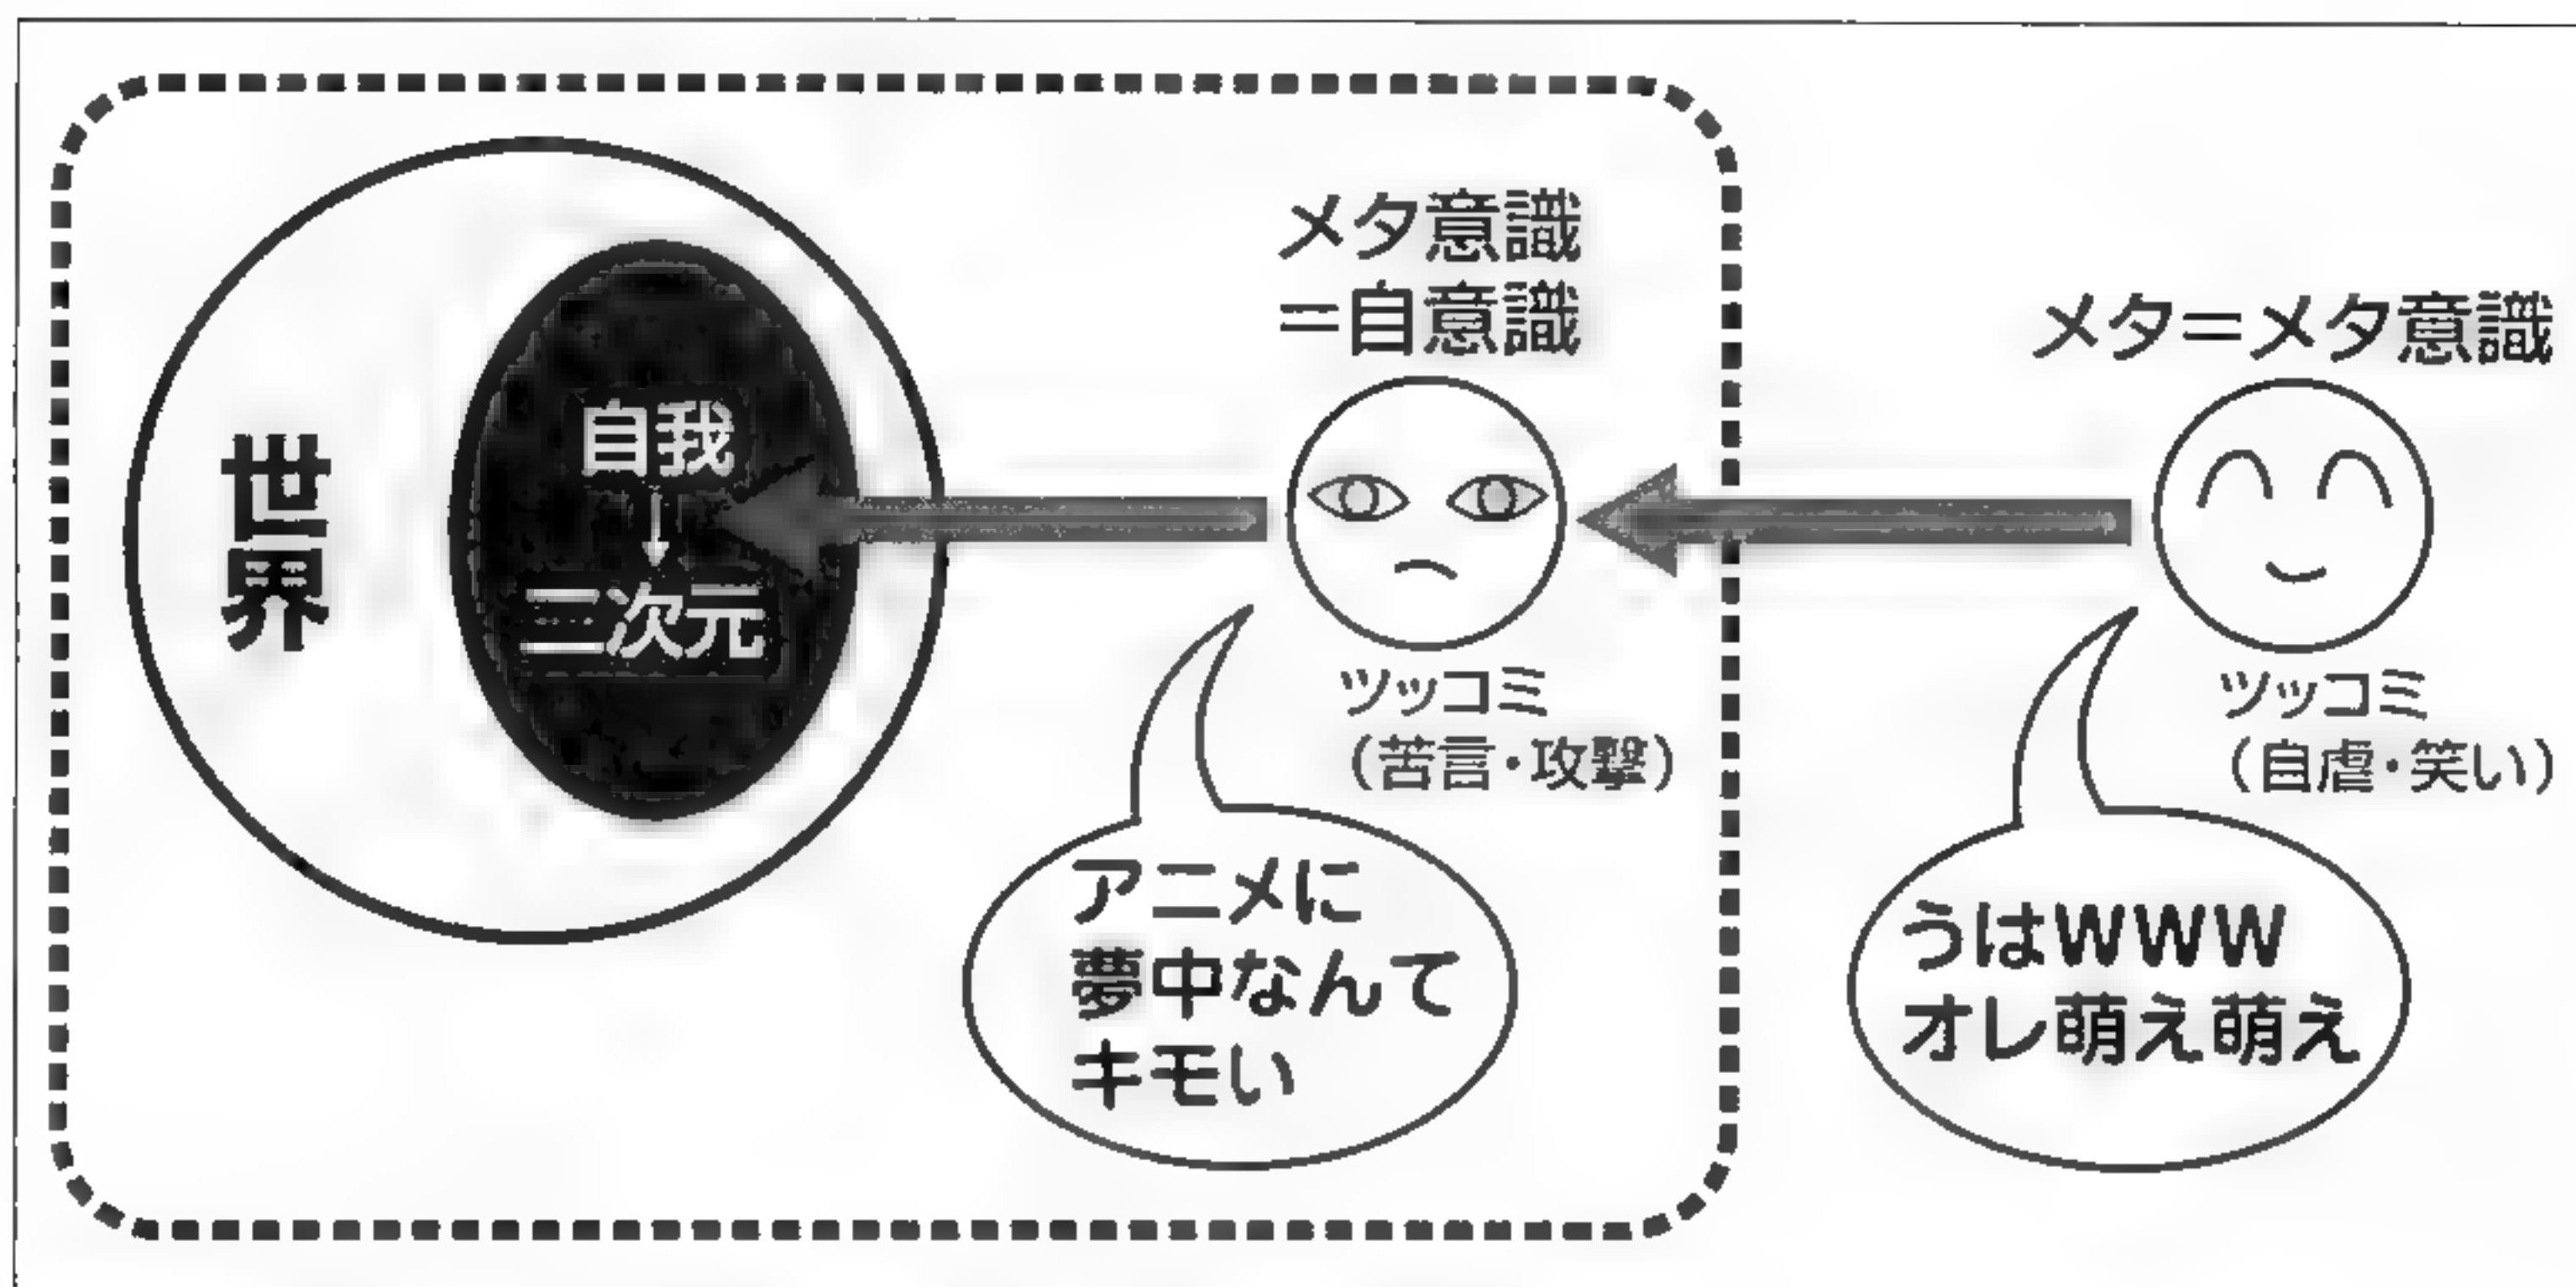 世界
自我
↓
二次元
メタ意識
=自意識
ツッコミ
(苦言・攻撃)
アニメに
夢中なんて
キモい
メタ=メタ意識
ツッコミ
(自虐・笑い)
うはWWW
オレ萌え萌え